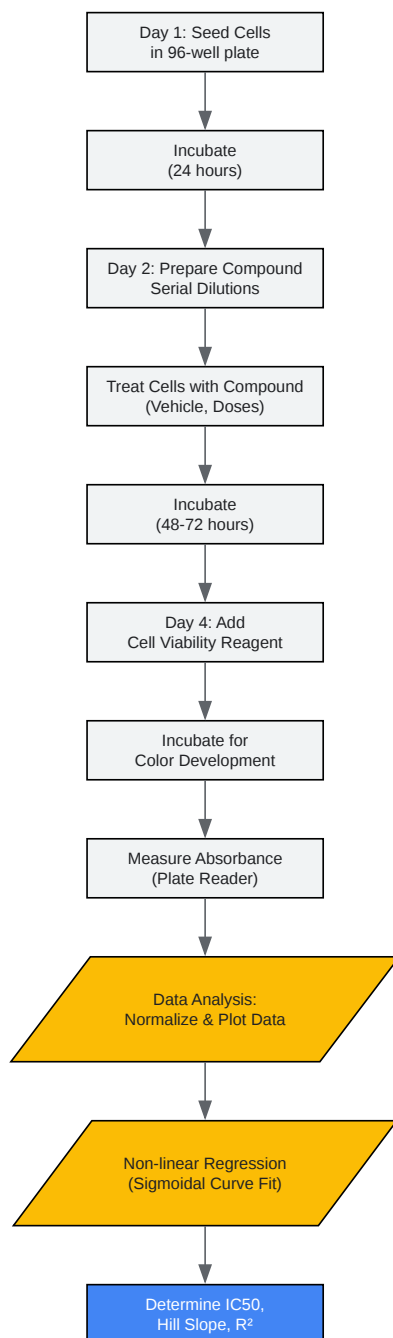 Day 1: Seed Cells
in 96-well plate
Incubate
(24 hours)
Day 2: Prepare Compound
Serial Dilutions
Treat Cells with Compound
(Vehicle, Doses)
Incubate
(48-72 hours)
Day 4: Add
Cell Viability Reagent
Incubate for
Color Development
Measure Absorbance
(Plate Reader)
Data Analysis:
Normalize & Plot Data
Non-linear Regression
(Sigmoidal Curve Fit)
Determine IC50,
Hill Slope, R²